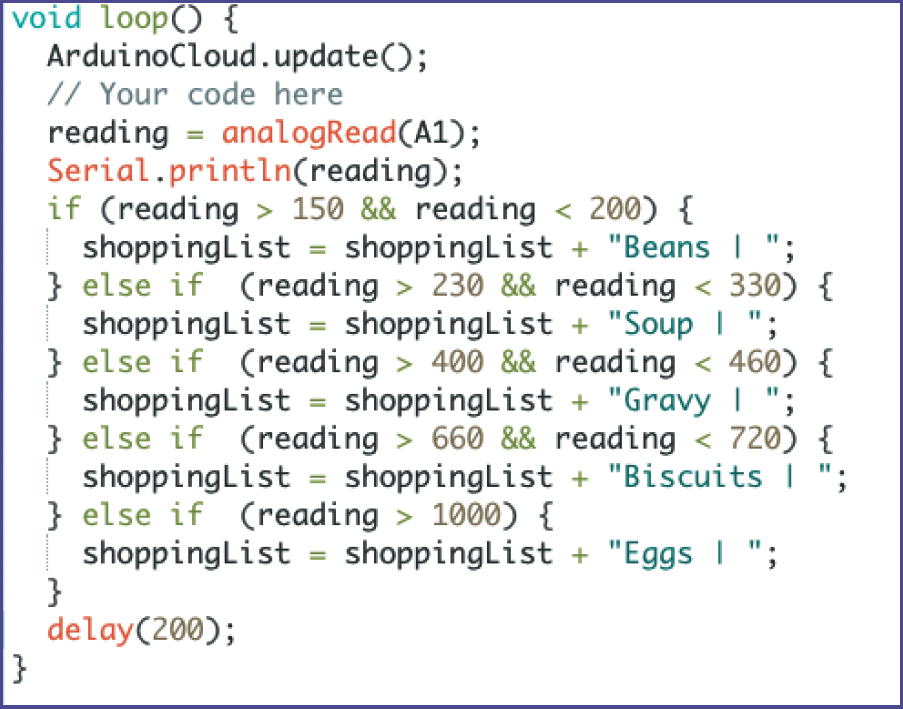 void loop() {
  ArduinoCloud.update();
  // Your code here
  reading = analogRead(A1);
  Serial.println(reading);
  if (reading > 150 && reading < 200) {
    shoppingList = shoppingList + "Beans | ";
  } else if  (reading > 230 && reading < 330) {
    shoppingList = shoppingList + "Soup | ";
  } else if  (reading > 400 && reading < 460) {
    shoppingList = shoppingList + "Gravy | ";
  } else if  (reading > 660 && reading < 720) {
    shoppingList = shoppingList + "Biscuits | ";
  } else if  (reading > 1000) {
    shoppingList = shoppingList + "Eggs | ";
  }
  delay(200);
}